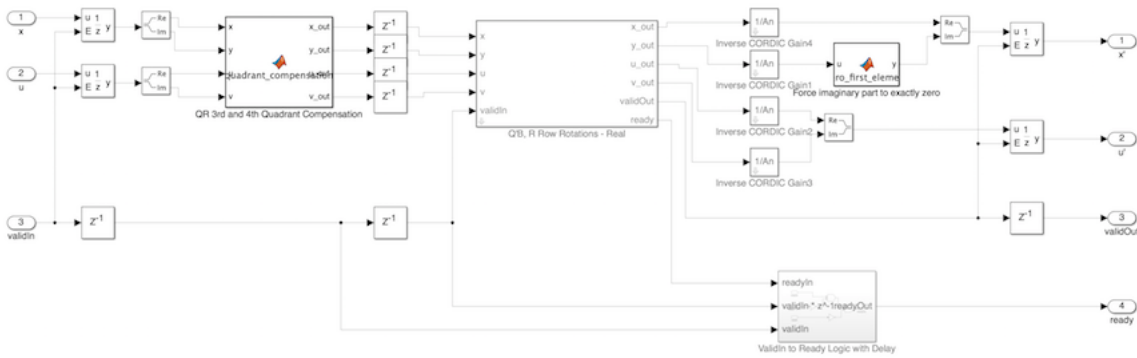 1
x
u 1
E z y
Re
Im
2
u
u 1
E z y
Re
Im
x x_out
y y_out
Quadrant_compensation
u u_out
v v_out
QR 3rd and 4th Quadrant Compensation
Z-1
Z-1
Z-1
Z-1
x x_out
y y_out
u u_out
v v_out
validIn validOut
ready
Q'B, R Row Rotations - Real
1/An
Inverse CORDIC Gain4
1/An
Inverse CORDIC Gain1
1/An
Inverse CORDIC Gain2
1/An
Inverse CORDIC Gain3
u y
ro_first_eleme
Force imaginary part to exactly zero
Re
Im
Re
Im
u 1
E z y
1
x'
u 1
E z y
2
u'
3
validIn
Z-1
Z-1
Z-1
3
validOut
readyIn
validIn * z^-1 readyOut
validIn
ValidIn to Ready Logic with Delay
4
ready